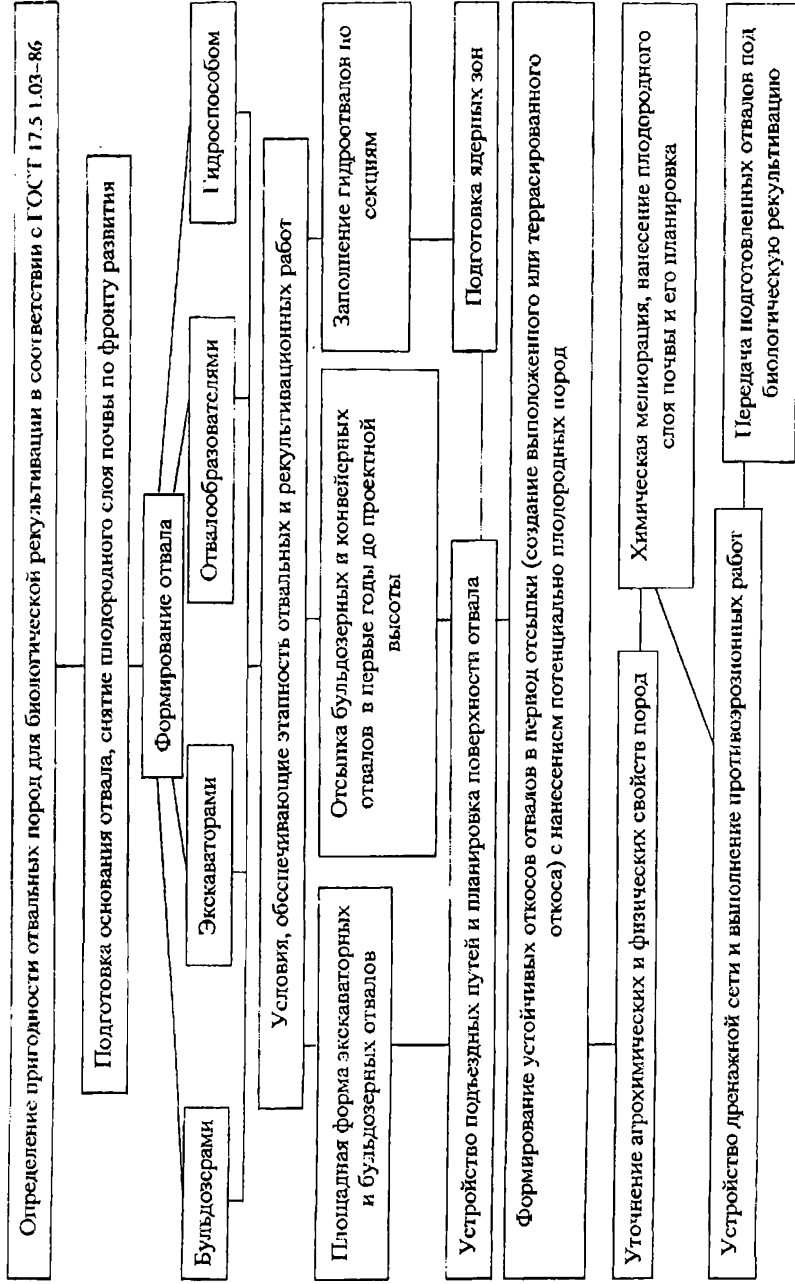 Определение пригодности отвальных пород для биологической рекультивации в соответствии с ГОСТ 17.5 1.03-86
Подготовка основания отвала, снятие плодородного слоя почвы по фронту развития
Формирование отвала
Бульдозерами
Экскаваторами
Отвалообразователями
Гидроспособом
Условия, обеспечивающие этапность отвальных и рекультивационных работ
Площадная форма экскаваторных
и бульдозерных отвалов
Отсыпка бульдозерных и конвейерных
отвалов в первые годы до проектной
высоты
Заполнение гидроотвалов по
секциям
Устройство подъездных путей и планировка поверхности отвала
Подготовка ядерных зон
Формирование устойчивых откосов отвалов в период отсыпки (создание выположенного или террасированного
откоса) с нанесением потенциально плодородных пород
Уточнение агрохимических и физических свойств пород
Химическая мелиорация, нанесение плодородного
слоя почвы и его планировка
Устройство дренажной сети и выполнение противоэрозионных работ
Передача подготовленных отвалов под
биологическую рекультивацию